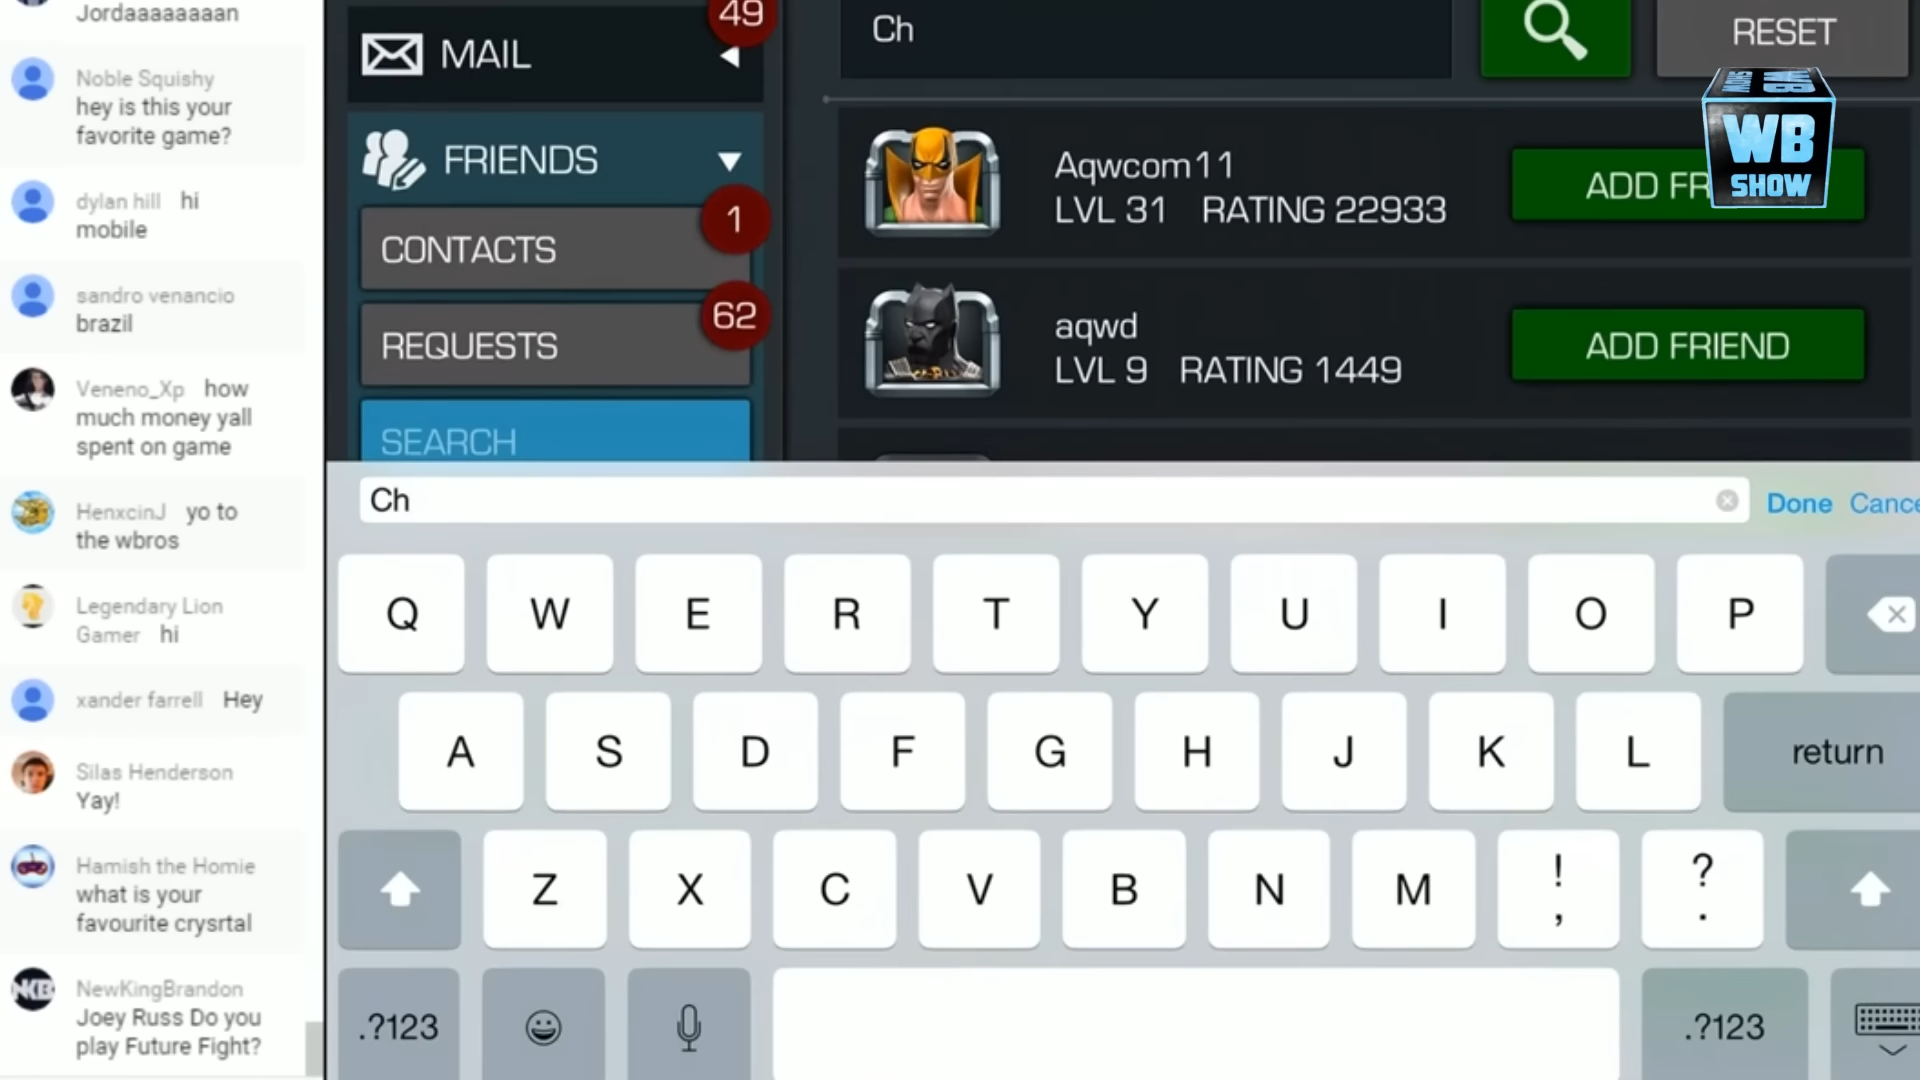 Jordaaaaaaaan
Noble Squishy
hey is this your
favorite game?
dylan hill hi
mobile
sandro venancio
brazil
Veneno_Xp how
much money yall
spent on game
HenxcinJ yo to
the wbros
Legendary Lion
Gamer hi
xander farrell Hey
Silas Henderson
Yay!
Hamish the Homie
what is your
favourite crysrtal
NewKingBrandon
Joey Russ Do you
play Future Fight?
NKB
MAIL
49
FRIENDS
CONTACTS
1
REQUESTS
62
SEARCH
Ch
RESET
Aqwcom11
LVL 31 RATING 22933
ADD FR
WB
SHOW
WB
SHOW
aqwd
LVL 9 RATING 1449
ADD FRIEND
Ch
Done Cance
Q W E R T Y U I O P
A S D F G H J K L return
Z X C V B N M ! , ? .
.?123 .?123